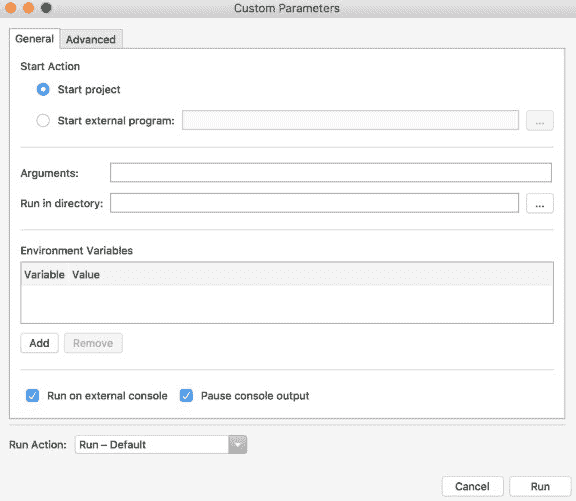 Custom Parameters
General Advanced
Start Action
Start project
Start external program: ...
Arguments:
Run in directory: ...
Environment Variables
Variable Value
Add Remove
Run on external console Pause console output
Run Action: Run – Default
Cancel Run